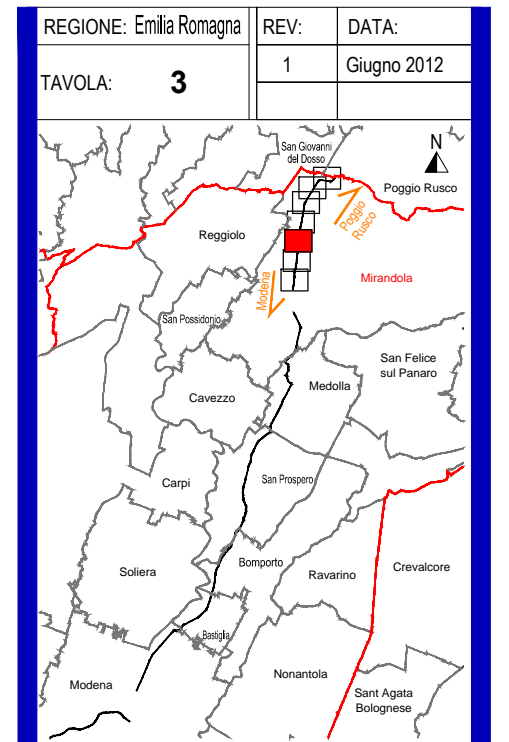 REGIONE: Emilia Romagna
REV:
DATA:
TAVOLA: 3
1
Giugno 2012
San Giovanni
del Dosso
N
Poggio Rusco
Poggio
Rusco
Reggiolo
Mirandola
Modena
San Possidonio
San Felice
sul Panaro
Medolla
Cavezzo
Carpi
San Prospero
Soliera
Bomporto
Ravarino
Crevalcore
Bastiglia
Nonantola
Modena
Sant Agata
Bolognese